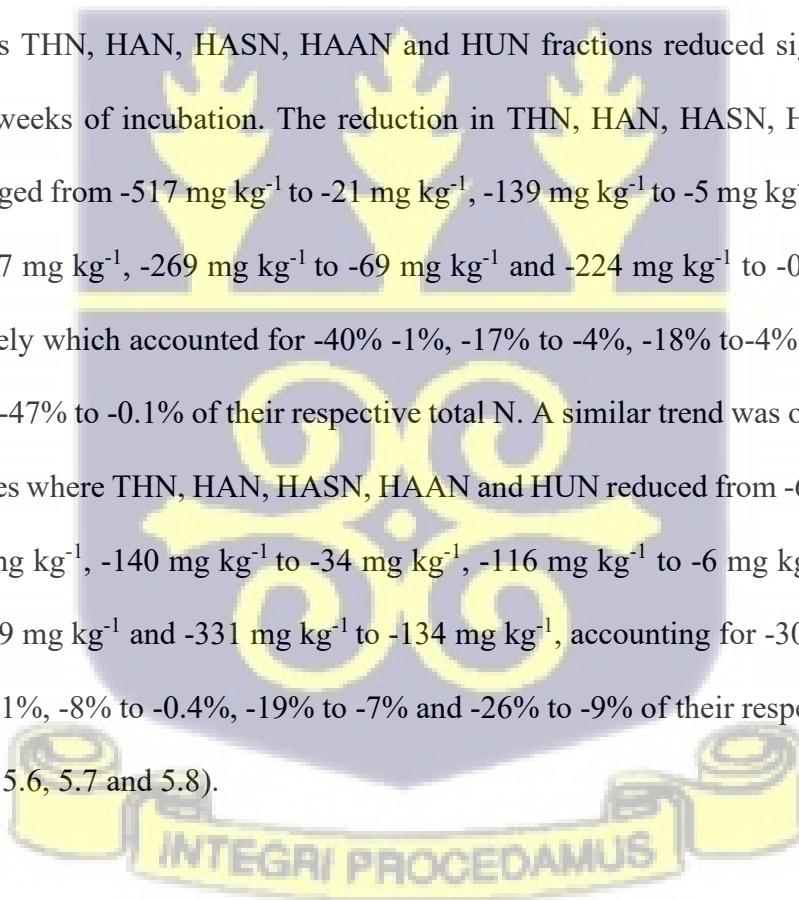 s THN, HAN, HASN, HAAN and HUN fractions reduced si
weeks of incubation. The reduction in THN, HAN, HASN, H
ged from -517 mg kg-1 to -21 mg kg-1, -139 mg kg-1 to -5 mg kg
7 mg kg-1, -269 mg kg-1 to -69 mg kg-1 and -224 mg kg-1 to -0
ely which accounted for -40% -1%, -17% to -4%, -18% to-4%
-47% to -0.1% of their respective total N. A similar trend was o
es where THN, HAN, HASN, HAAN and HUN reduced from -6
ng kg-1, -140 mg kg-1 to -34 mg kg-1, -116 mg kg-1 to -6 mg kg
9 mg kg-1 and -331 mg kg-1 to -134 mg kg-1, accounting for -30
1%, -8% to -0.4%, -19% to -7% and -26% to -9% of their respe
5.6, 5.7 and 5.8).
INTEGRI PROCEDAMUS